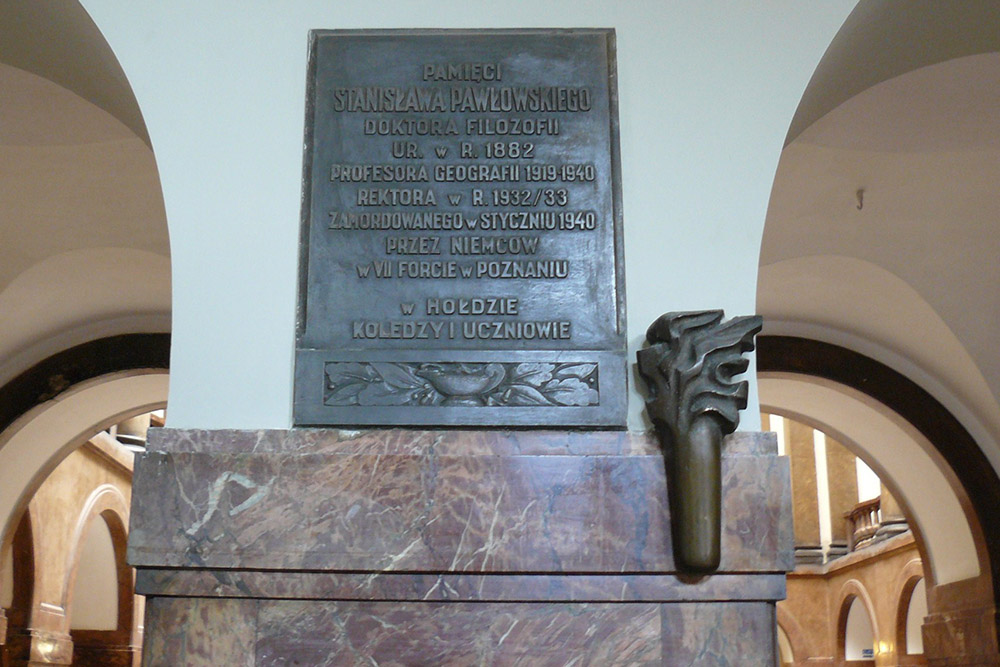 PAMIĘCI
STANISŁAWA PAWŁOWSKIEGO
DOKTORA FILOZOFII
UR. W R. 1882
PROFESORA GEOGRAFII 1919-1940
REKTORA W R. 1932/33
ZAMORDOWANEGO W STYCZNIU 1940
PRZEZ NIEMCÓW
W VII FORCIE W POZNANIU
W HOŁDZIE
KOLEDZY I UCZNIOWIE